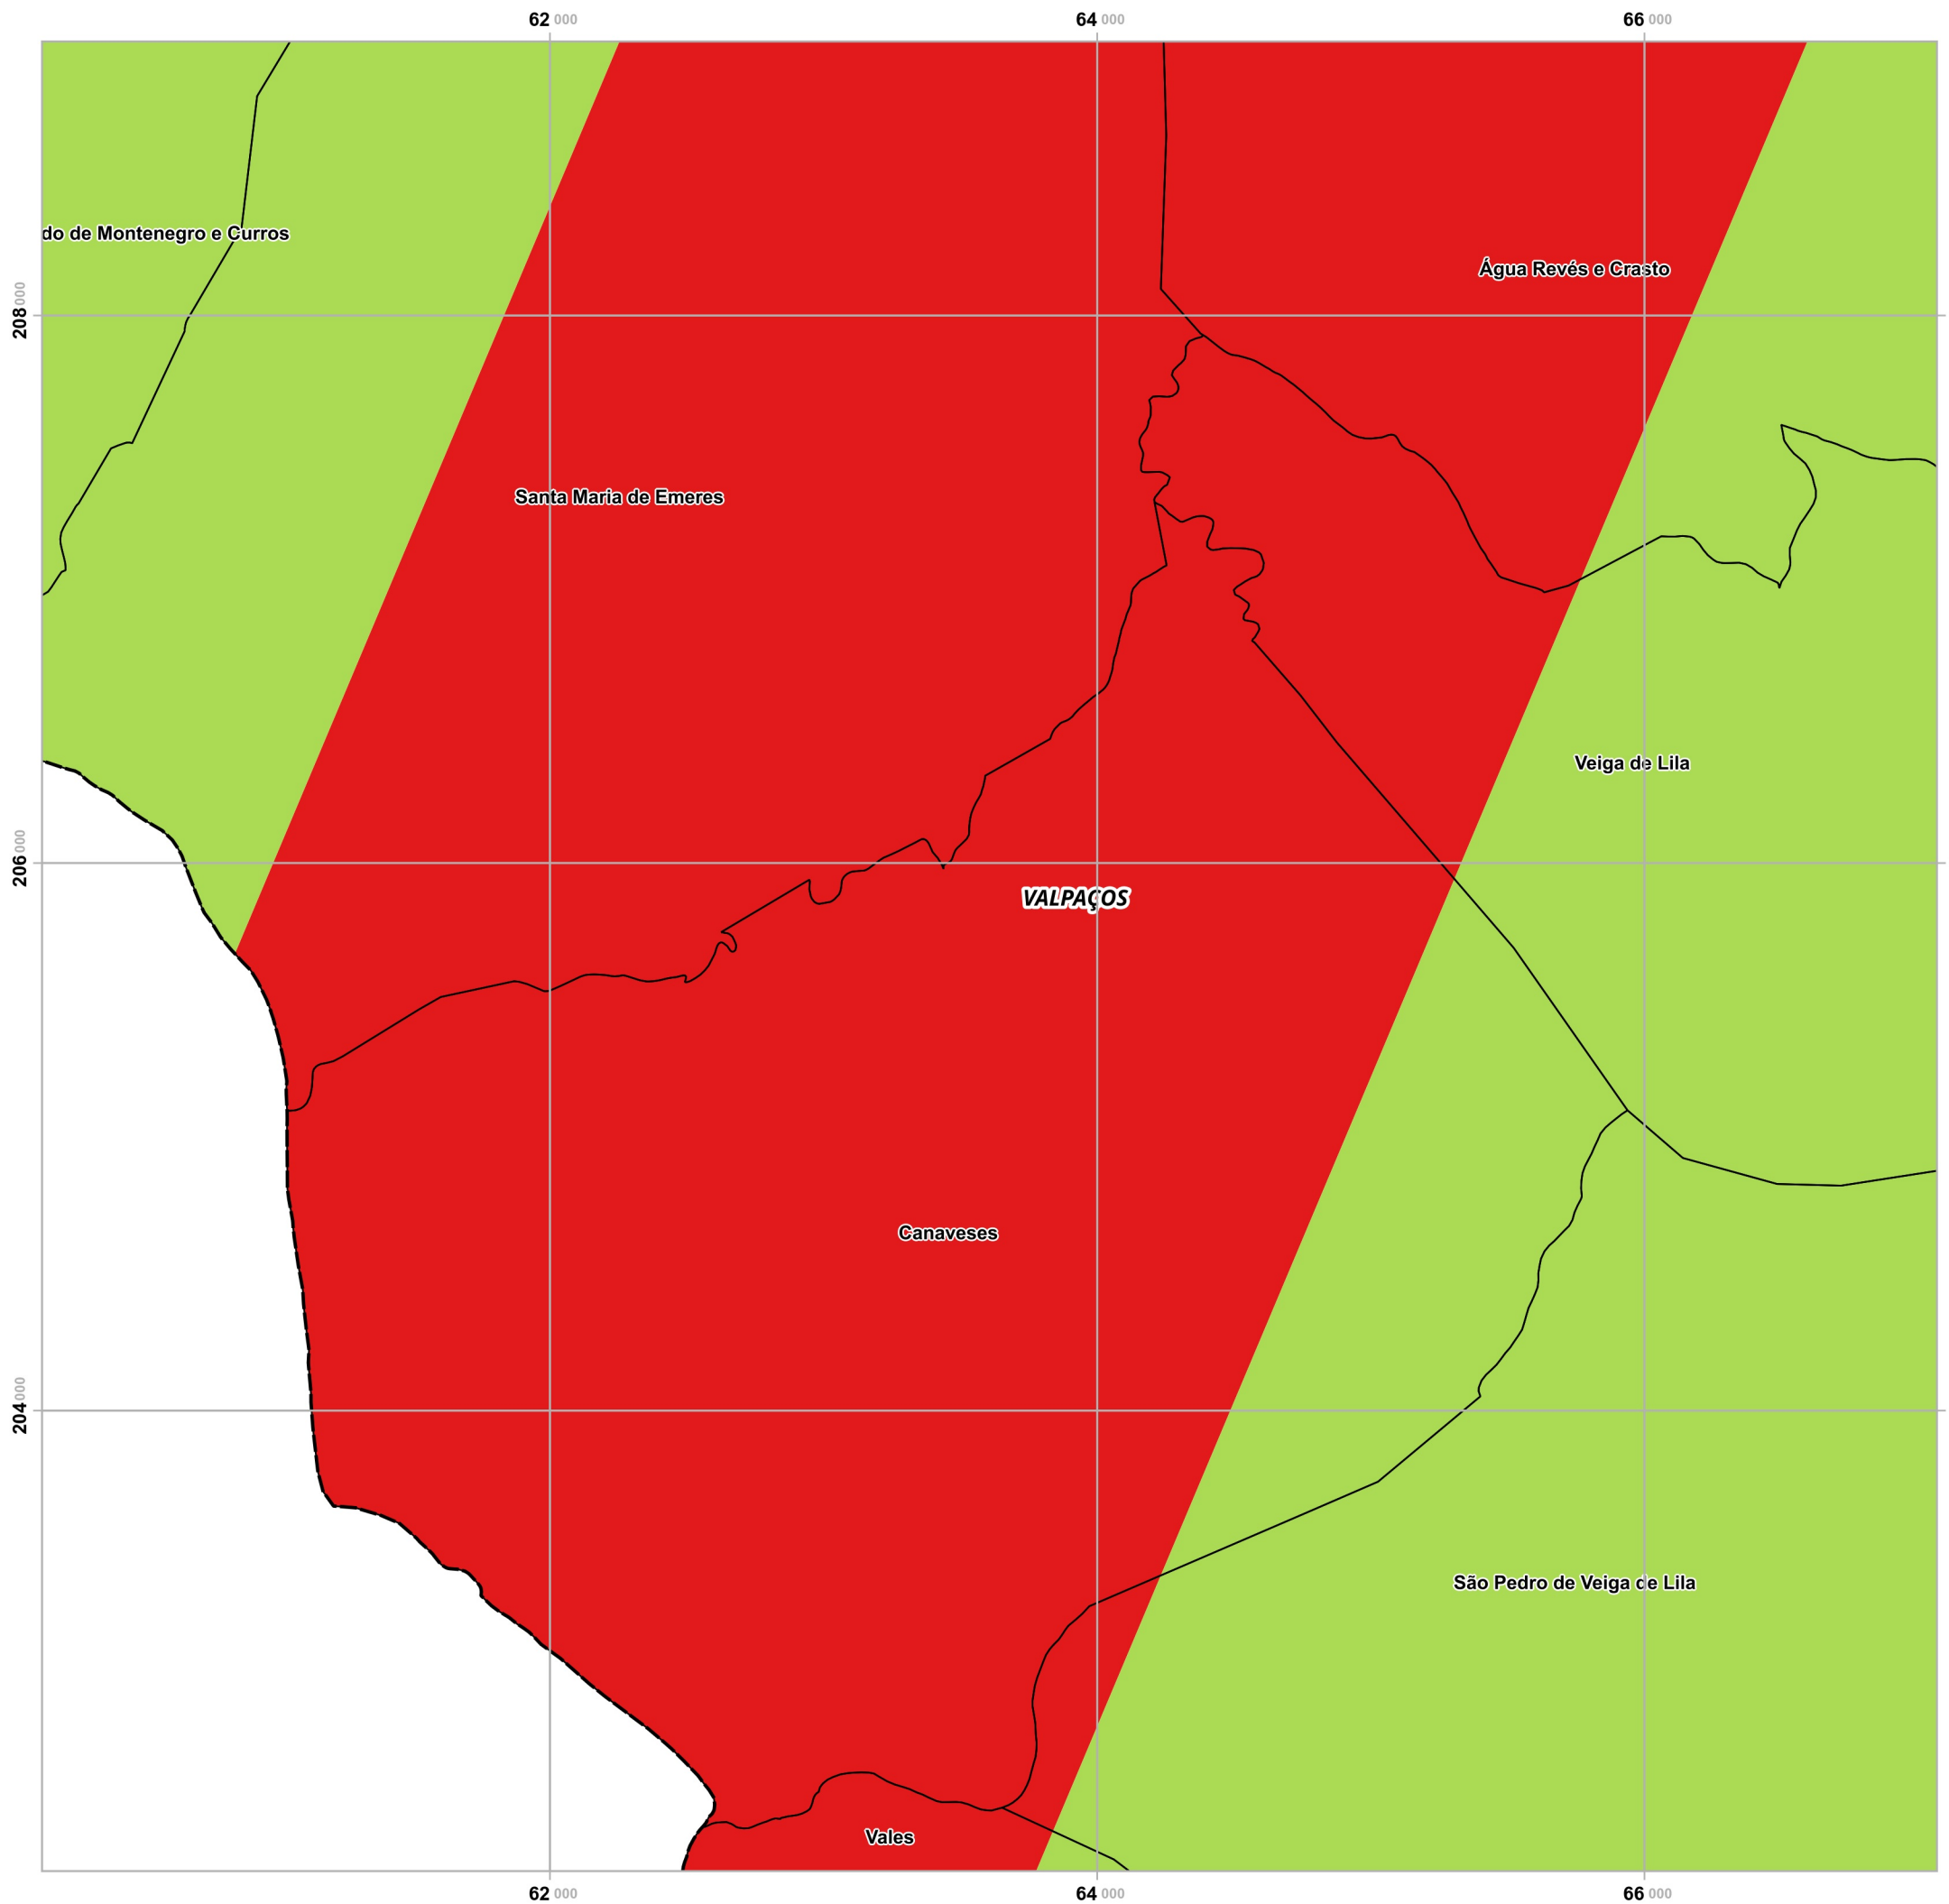 62 000
64 000
66 000
do de Montenegro e Curros
Água Revés e Crasto
208 000
Santa Maria de Emeres
Veiga de Lila
206 000
VALPAÇOS
Canaveses
204 000
São Pedro de Veiga de Lila
Vales
62 000
64 000
66 000